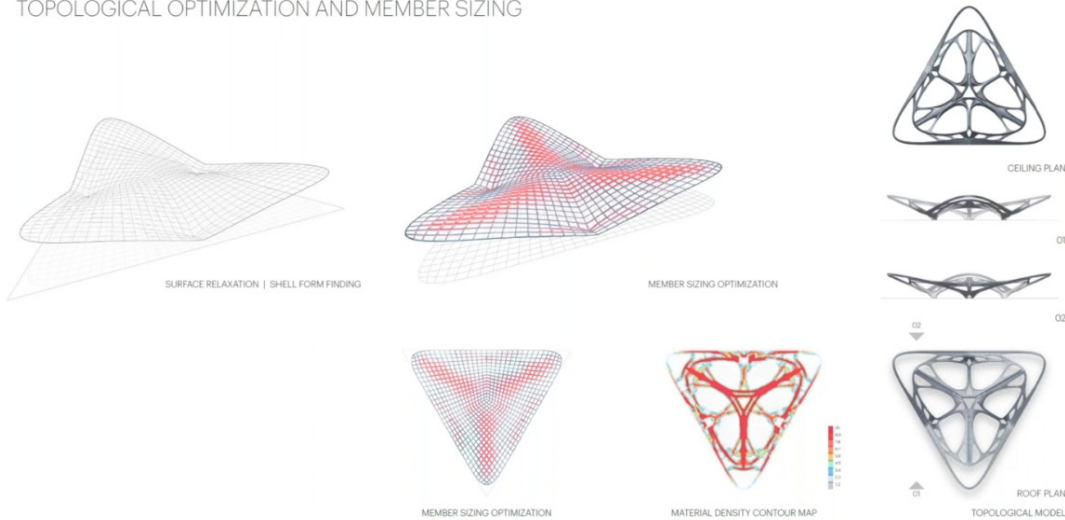 TOPOLOGICAL OPTIMIZATION AND MEMBER SIZING
CEILING PLAN
01
SURFACE RELAXATION | SHELL FORM FINDING
MEMBER SIZING OPTIMIZATION
02
02
01
ROOF PLAN
MEMBER SIZING OPTIMIZATION
MATERIAL DENSITY CONTOUR MAP
TOPOLOGICAL MODEL